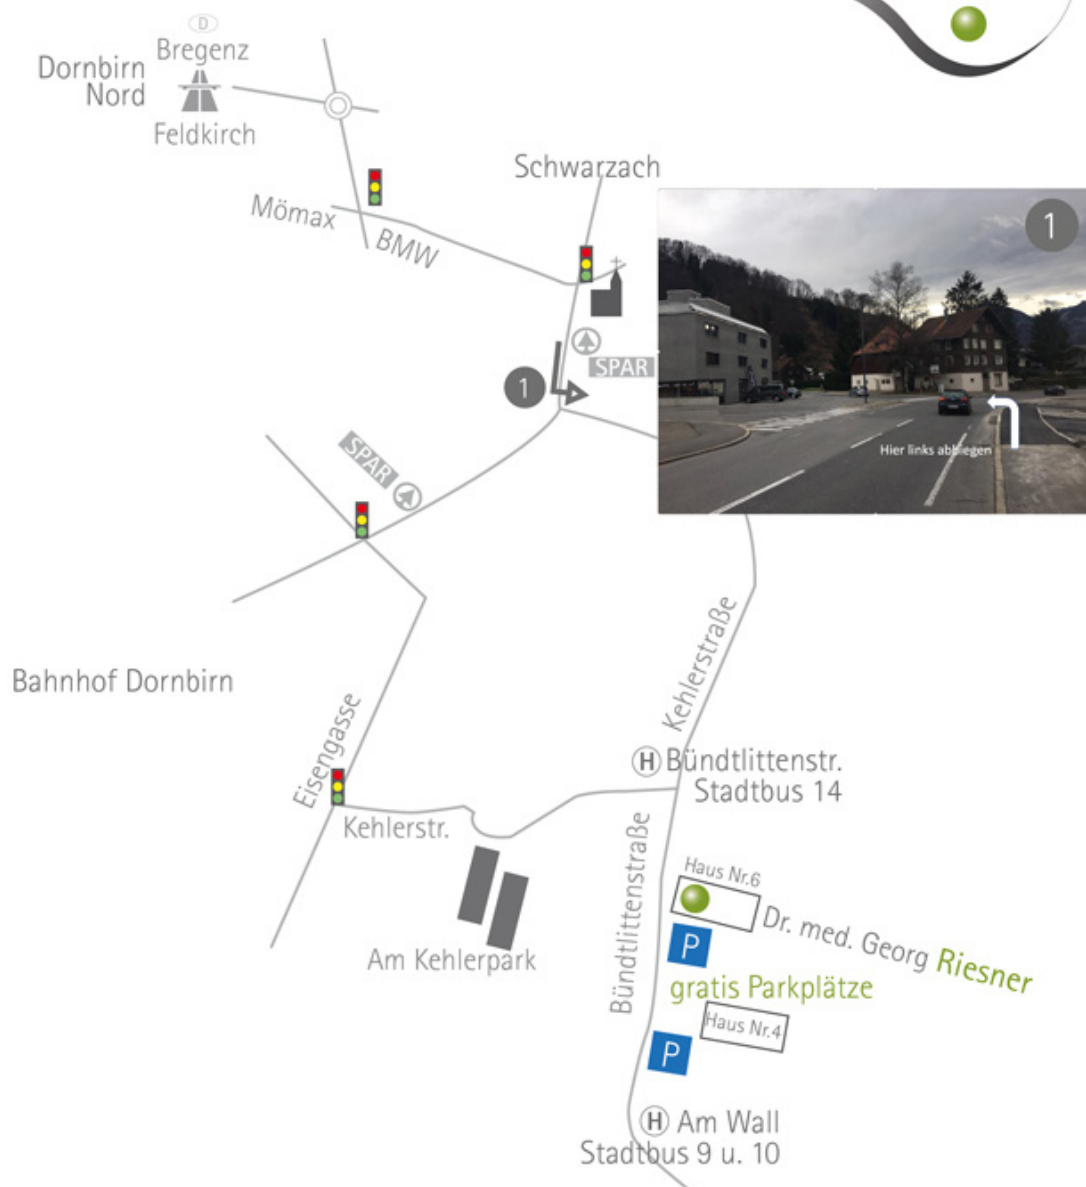 D
Bregenz
Dornbirn
Nord
Feldkirch
Schwarzach
Mömax
BMW
1
SPAR
1
Hier links abbiegen
SPAR
Bahnhof Dornbirn
Kehlerstraße
Eisengasse
H Bündtlittenstr.
Stadtbus 14
Kehlerstr.
Bündtlittenstraße
Haus Nr.6
Dr. med. Georg Riesner
P
Am Kehlerpark
gratis Parkplätze
Haus Nr.4
P
H Am Wall
Stadtbus 9 u. 10